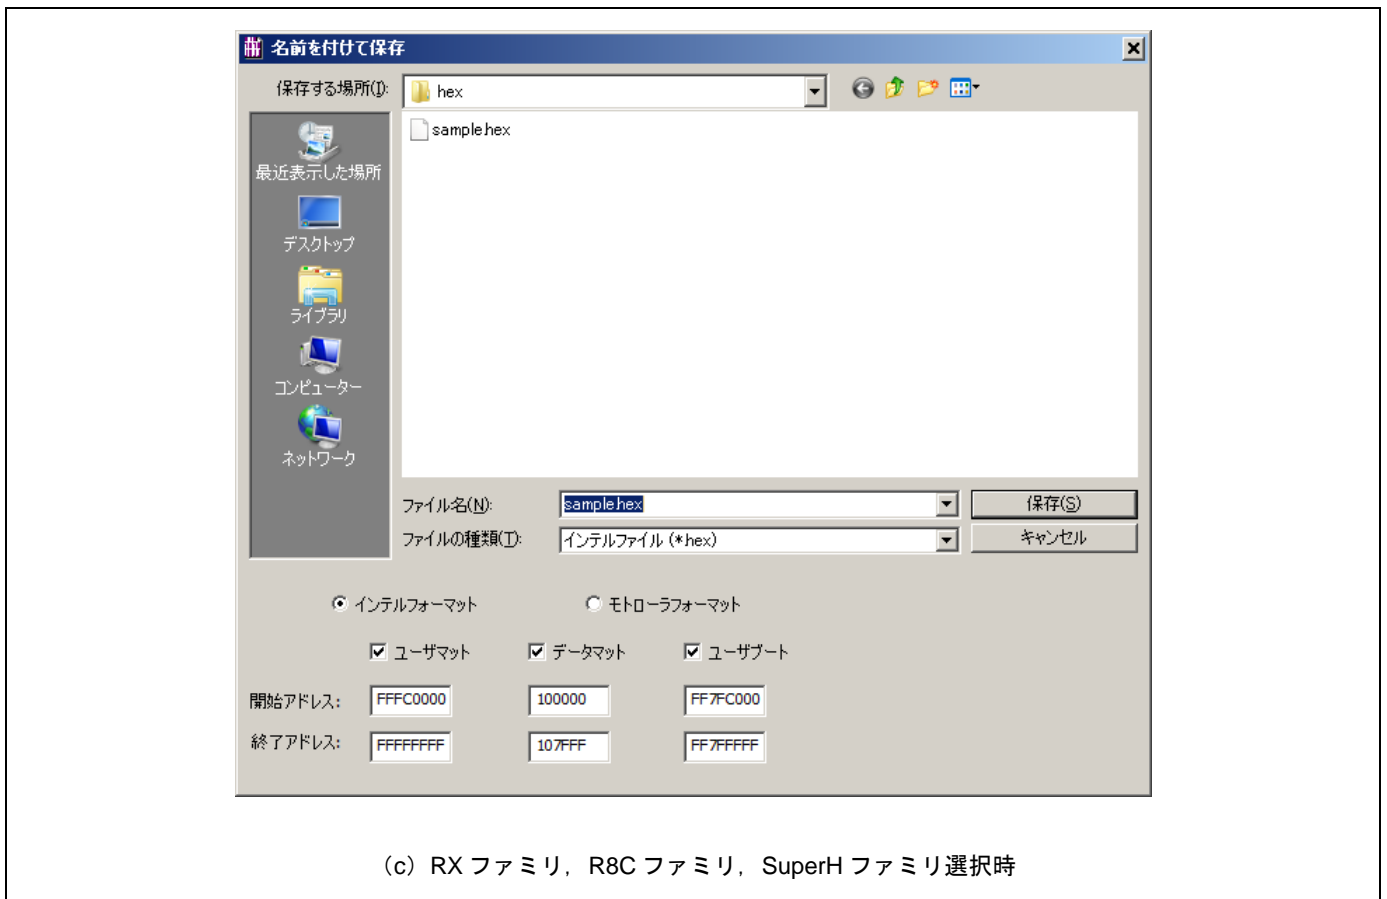 名前を付けて保存
保存する場所(I):
hex
sample.hex
最近表示した場所
デスクトップ
ライブラリ
コンピューター
ネットワーク
ファイル名(N):
sample.hex
保存(S)
ファイルの種類(T):
インテルファイル (*.hex)
キャンセル
インテルフォーマット
モトローラフォーマット
ユーザマット
データマット
ユーザブート
開始アドレス:
FFFC0000
100000
FF7FC000
終了アドレス:
FFFFFFFF
107FFF
FF7FFFFF
（c）RX ファミリ，R8C ファミリ，SuperH ファミリ選択時